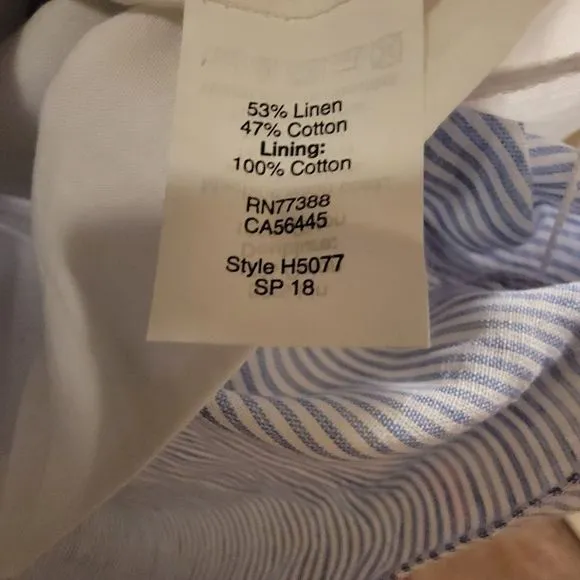 53% Linen
47% Cotton
Lining:
100% Cotton
RN77388
CA56445
Style H5077
SP 18